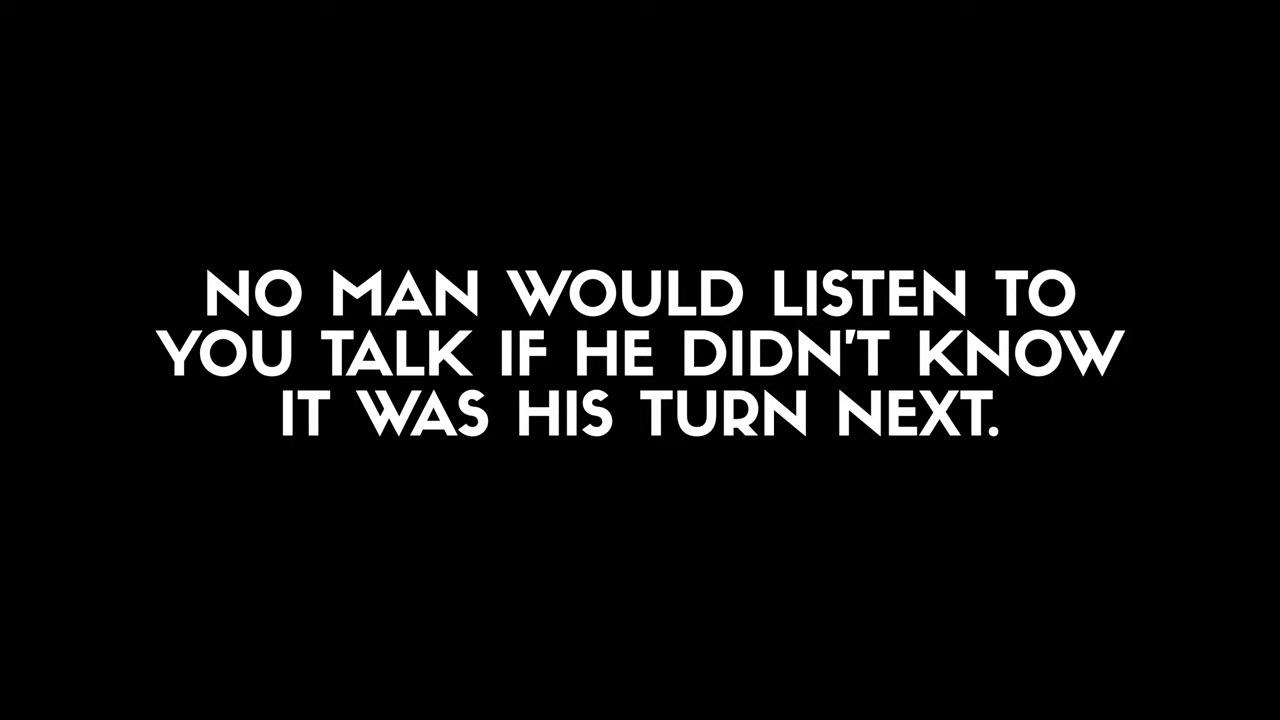 NO MAN WOULD LISTEN TO
YOU TALK IF HE DIDN'T KNOW
IT WAS HIS TURN NEXT.